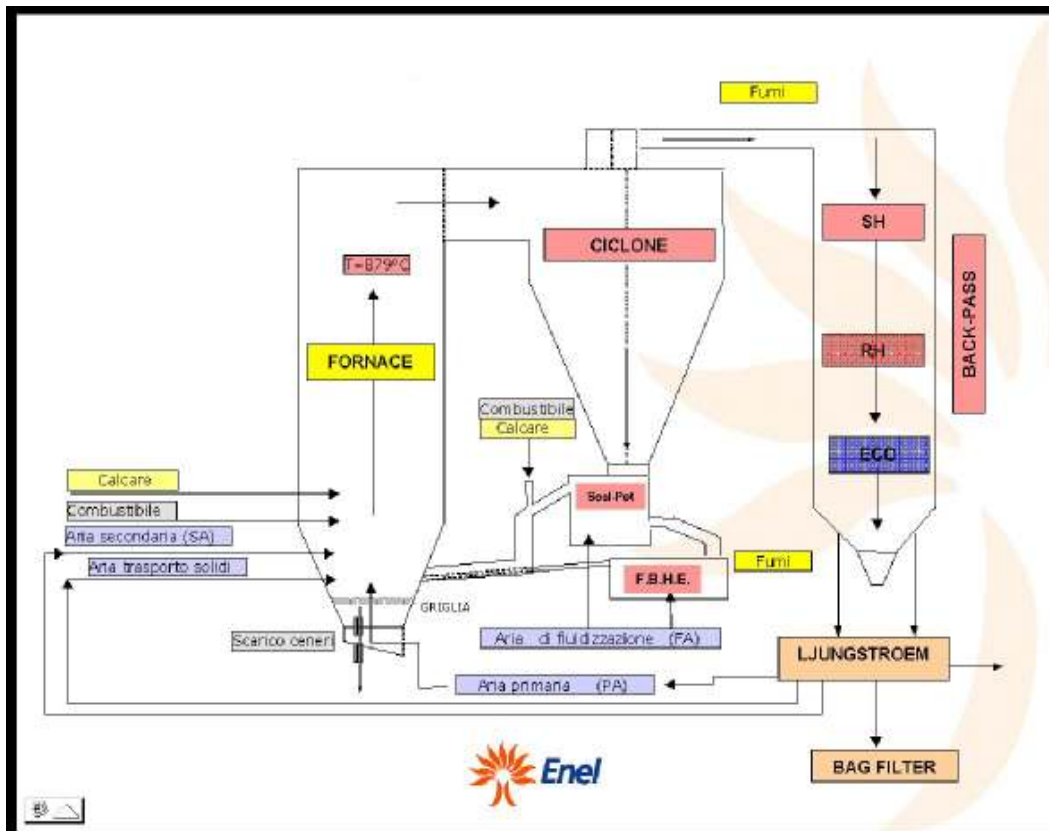 Fumi
SH
CICLONE
T=879°C
BACK-PASS
RH
FORNACE
Combustibile
Calcare
ECO
Calcare
Seal-Pot
Combustibile
Aria secondaria (SA)
Aria trasporto solidi
Fumi
F.B.H.E.
GRIGLIA
Scarico ceneri
Aria di fluidizzazione (FA)
LJUNGSTROEM
Aria primaria (PA)
Enel
BAG FILTER